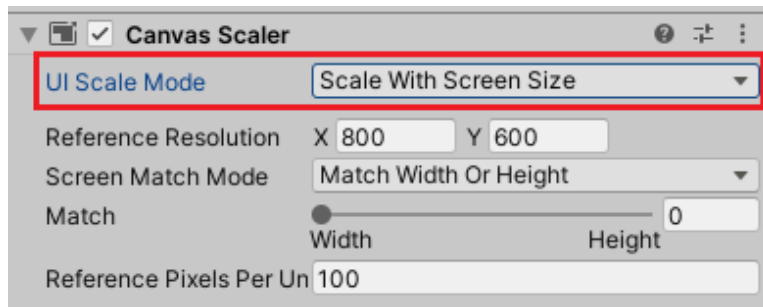 Canvas Scaler
UI Scale Mode Scale With Screen Size
Reference Resolution X 800 Y 600
Screen Match Mode Match Width Or Height
Match 0
Width Height
Reference Pixels Per Un 100